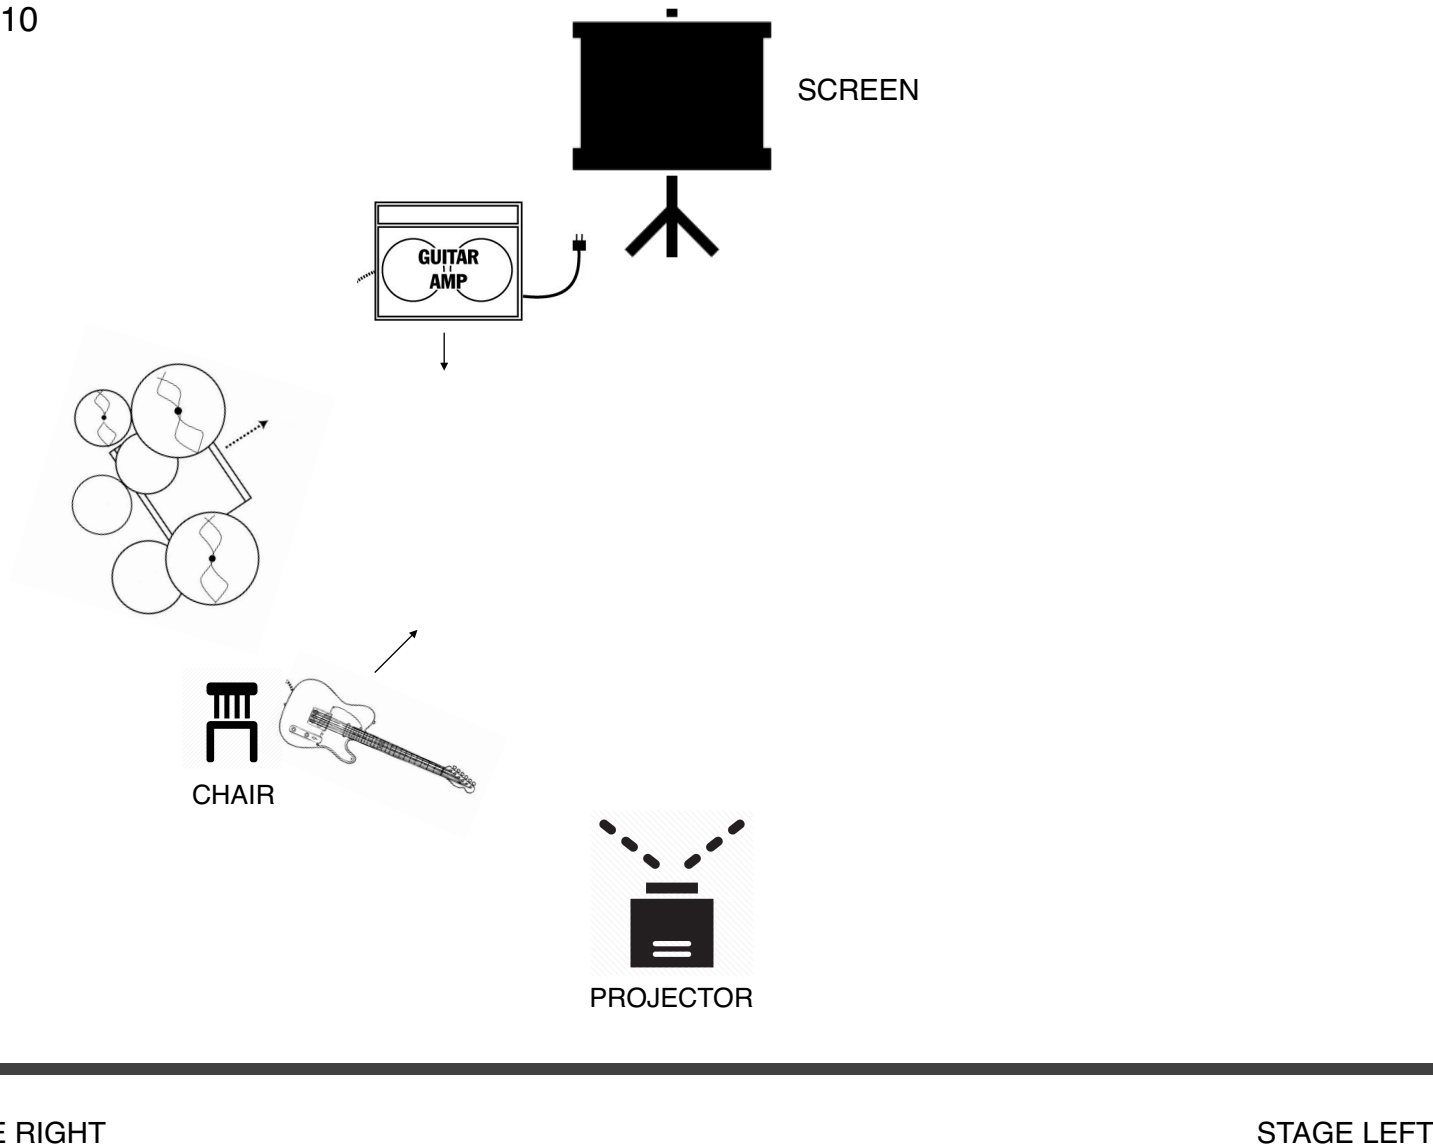 10
SCREEN
GUITAR
AMP
CHAIR
PROJECTOR
E RIGHT
STAGE LEFT